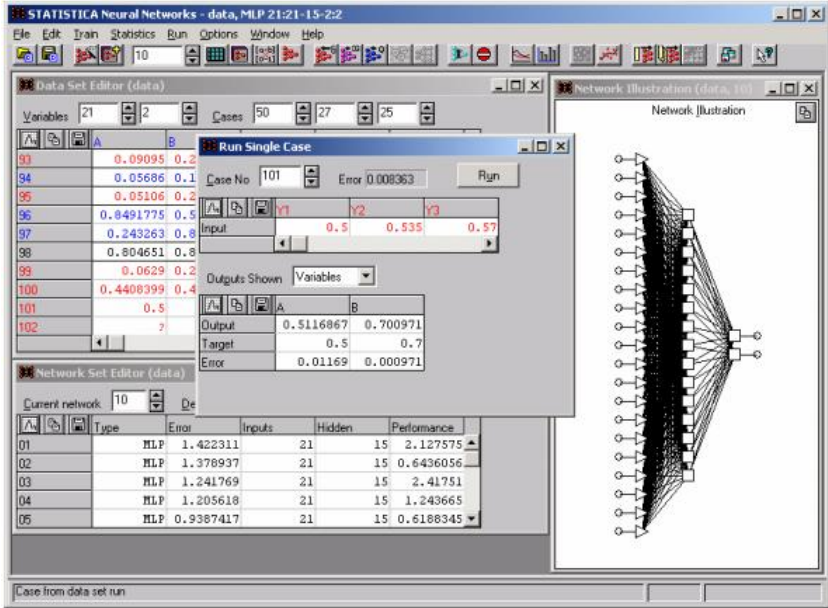 STATISTICA Neural Networks - data, MLP 21:21-15-2:2
File Edit Train Statistics Run Options Window Help
10
Data Set Editor (data)
Variables 21 2 Cases 50 27 25
A B
93 0.09095 0.2
94 0.05686 0.1
95 0.05106 0.2
96 0.8491775 0.5
97 0.243263 0.8
98 0.804651 0.8
99 0.0629 0.2
100 0.4408399 0.4
101 0.5
102 ?
Run Single Case
Case No 101 Error 0.008363 Run
Y1 Y2 Y3
Input 0.5 0.535 0.57
Outputs Shown Variables
A B
Output 0.5116867 0.700971
Target 0.5 0.7
Error 0.01169 0.000971
Network Set Editor (data)
Current network 10 De
Type Error Inputs Hidden Performance
01 MLP 1.422311 21 15 2.127575
02 MLP 1.378937 21 15 0.6436056
03 MLP 1.241769 21 15 2.41751
04 MLP 1.205618 21 15 1.243665
05 MLP 0.9387417 21 15 0.6188345
Network Illustration (data, 10)
Network Illustration
Case from data set run